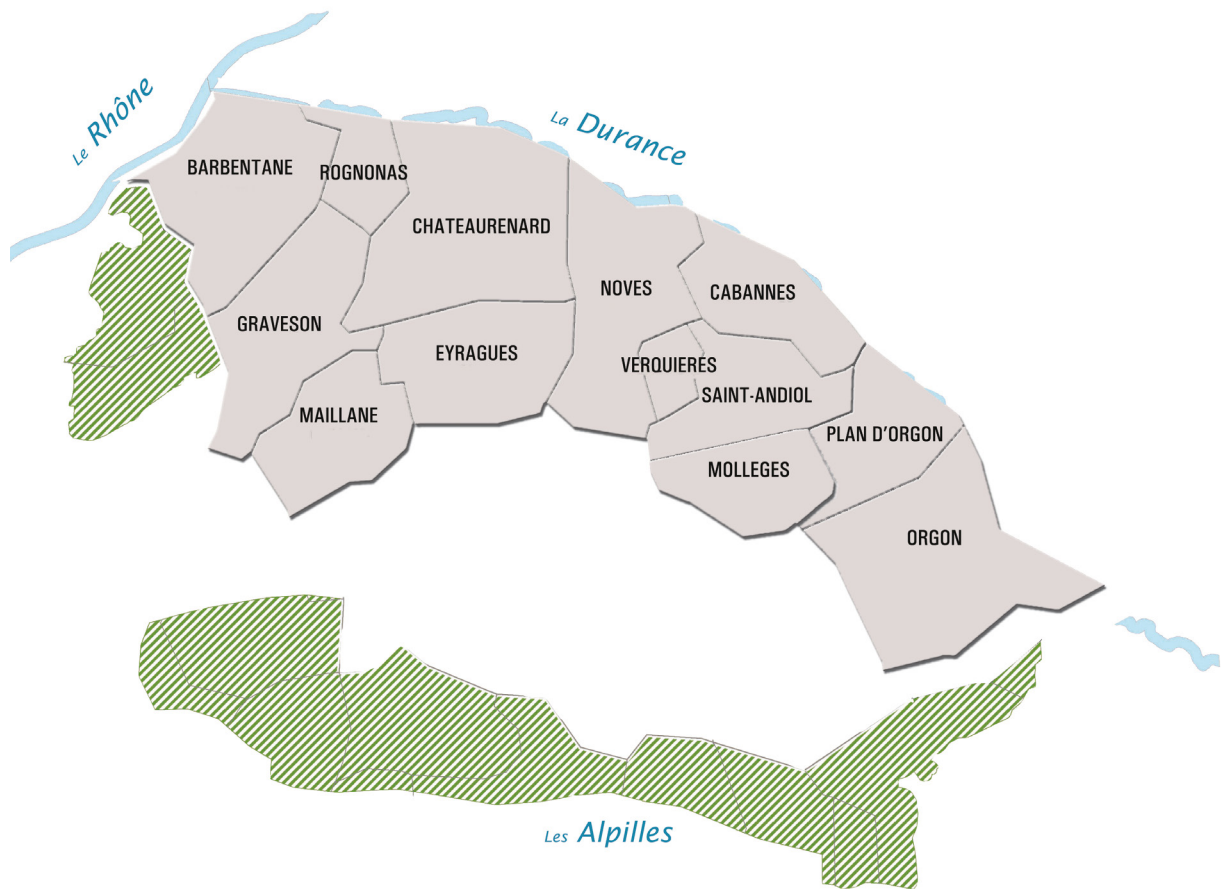 Le Rhône
La Durance
BARBENTANE
ROGNONAS
CHATEAURENARD
NOVES
CABANNES
GRAVESON
EYRAGUES
VERQUIERES
SAINT-ANDIOL
MAILLANE
PLAN D'ORGON
MOLLEGES
ORGON
Les Alpilles